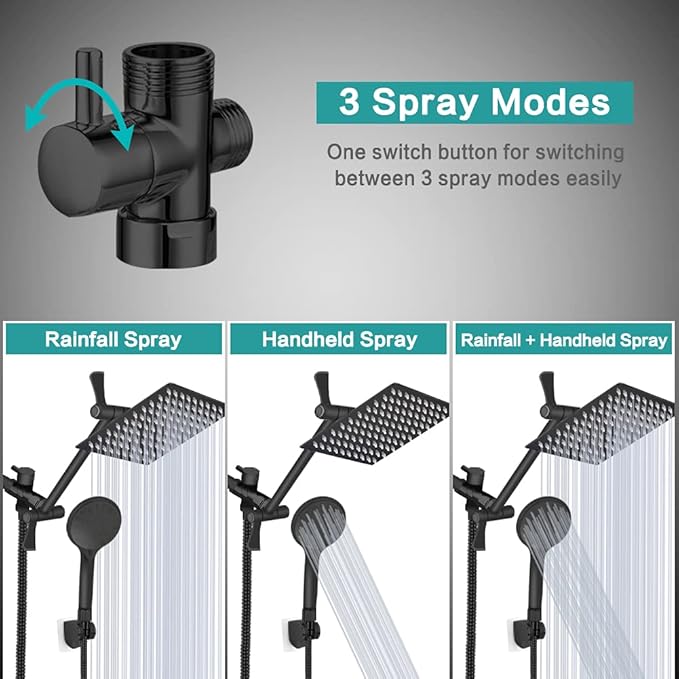 3 Spray Modes
One switch button for switching
between 3 spray modes easily
Rainfall Spray
Handheld Spray
Rainfall + Handheld Spray